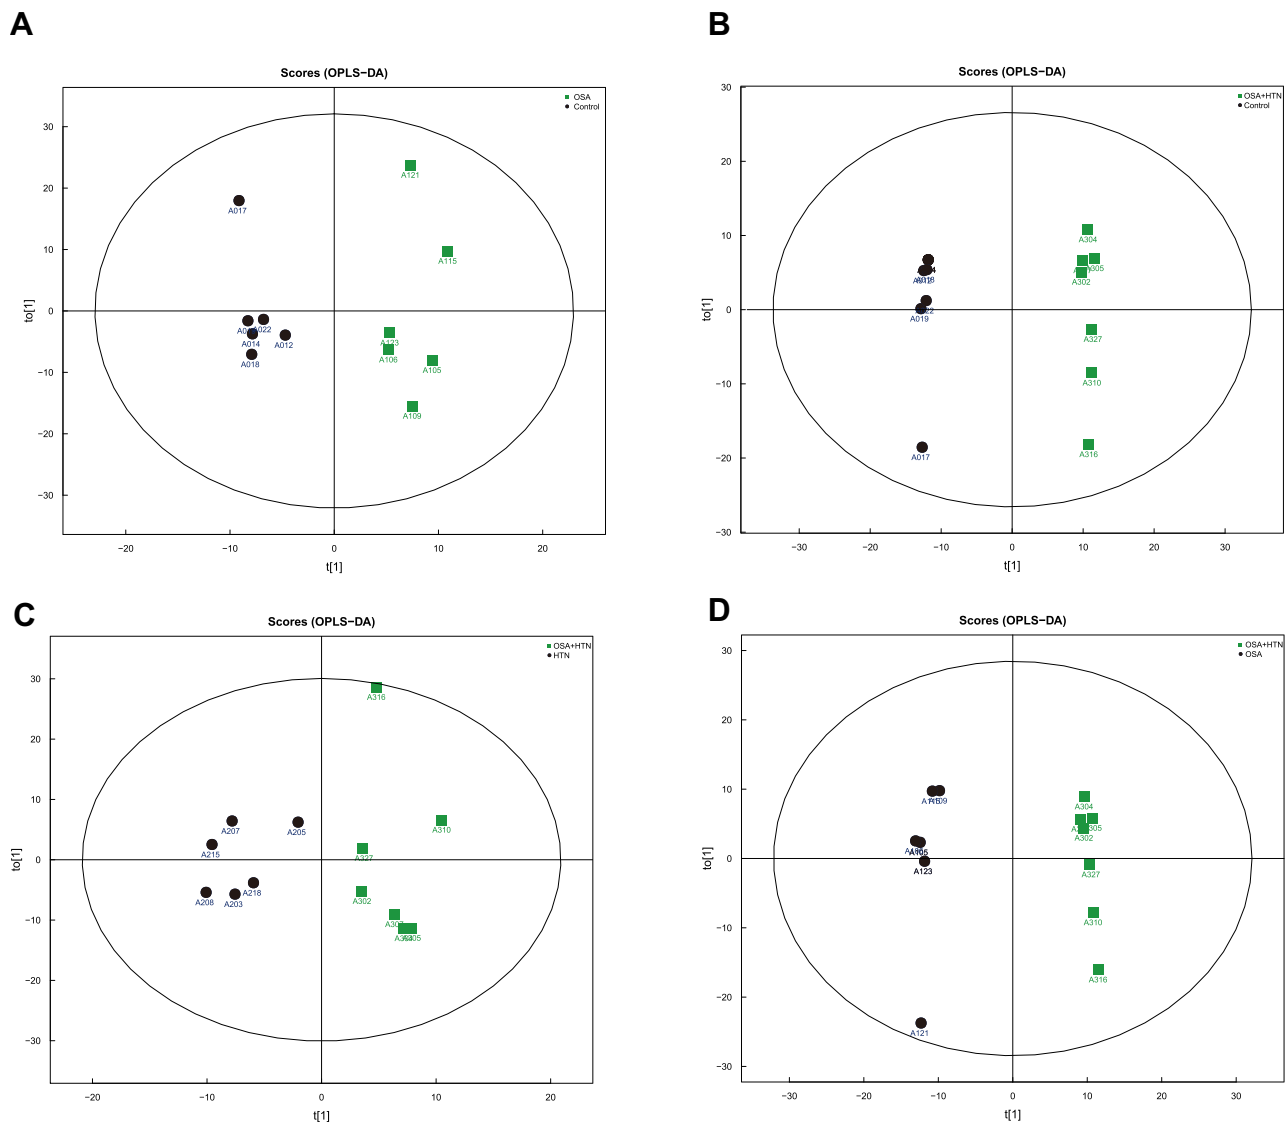 A
Scores (OPLS−DA)
OSA
Control
A121
A017
A115
A022
A123
A014
A012
A106
A018
A105
A109
30
20
10
0
−10
−20
−30
−20
−10
0
10
20
to[1]
t[1]
B
Scores (OPLS−DA)
OSA+HTN
Control
A304
A305
A018
A302
A019
A327
A310
A017
A316
30
20
10
0
−10
−20
−30
−30
−20
−10
0
10
20
30
to[1]
t[1]
C
Scores (OPLS−DA)
OSA+HTN
HTN
A316
A207
A205
A310
A215
A327
A218
A208
A203
A302
A307
A305
30
20
10
0
−10
−20
−30
−20
−10
0
10
20
to[1]
t[1]
D
Scores (OPLS−DA)
OSA+HTN
OSA
A304
A115
A109
A305
A302
A105
A123
A327
A310
A316
A121
30
20
10
0
−10
−20
−30
−30
−20
−10
0
10
20
30
to[1]
t[1]